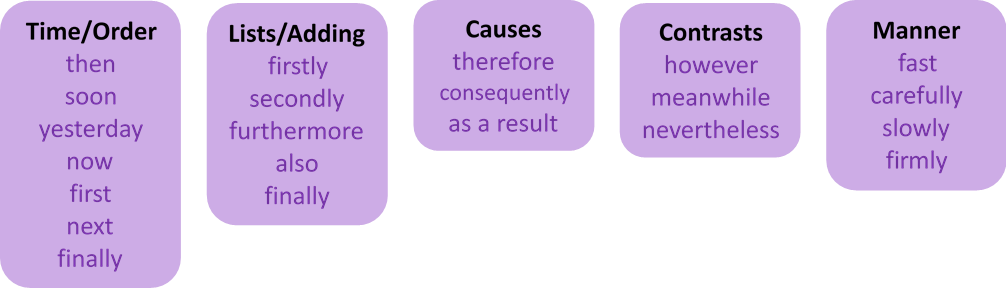 Time/Order
then
soon
yesterday
now
first
next
finally
Lists/Adding
firstly
secondly
furthermore
also
finally
Causes
therefore
consequently
as a result
Contrasts
however
meanwhile
nevertheless
Manner
fast
carefully
slowly
firmly